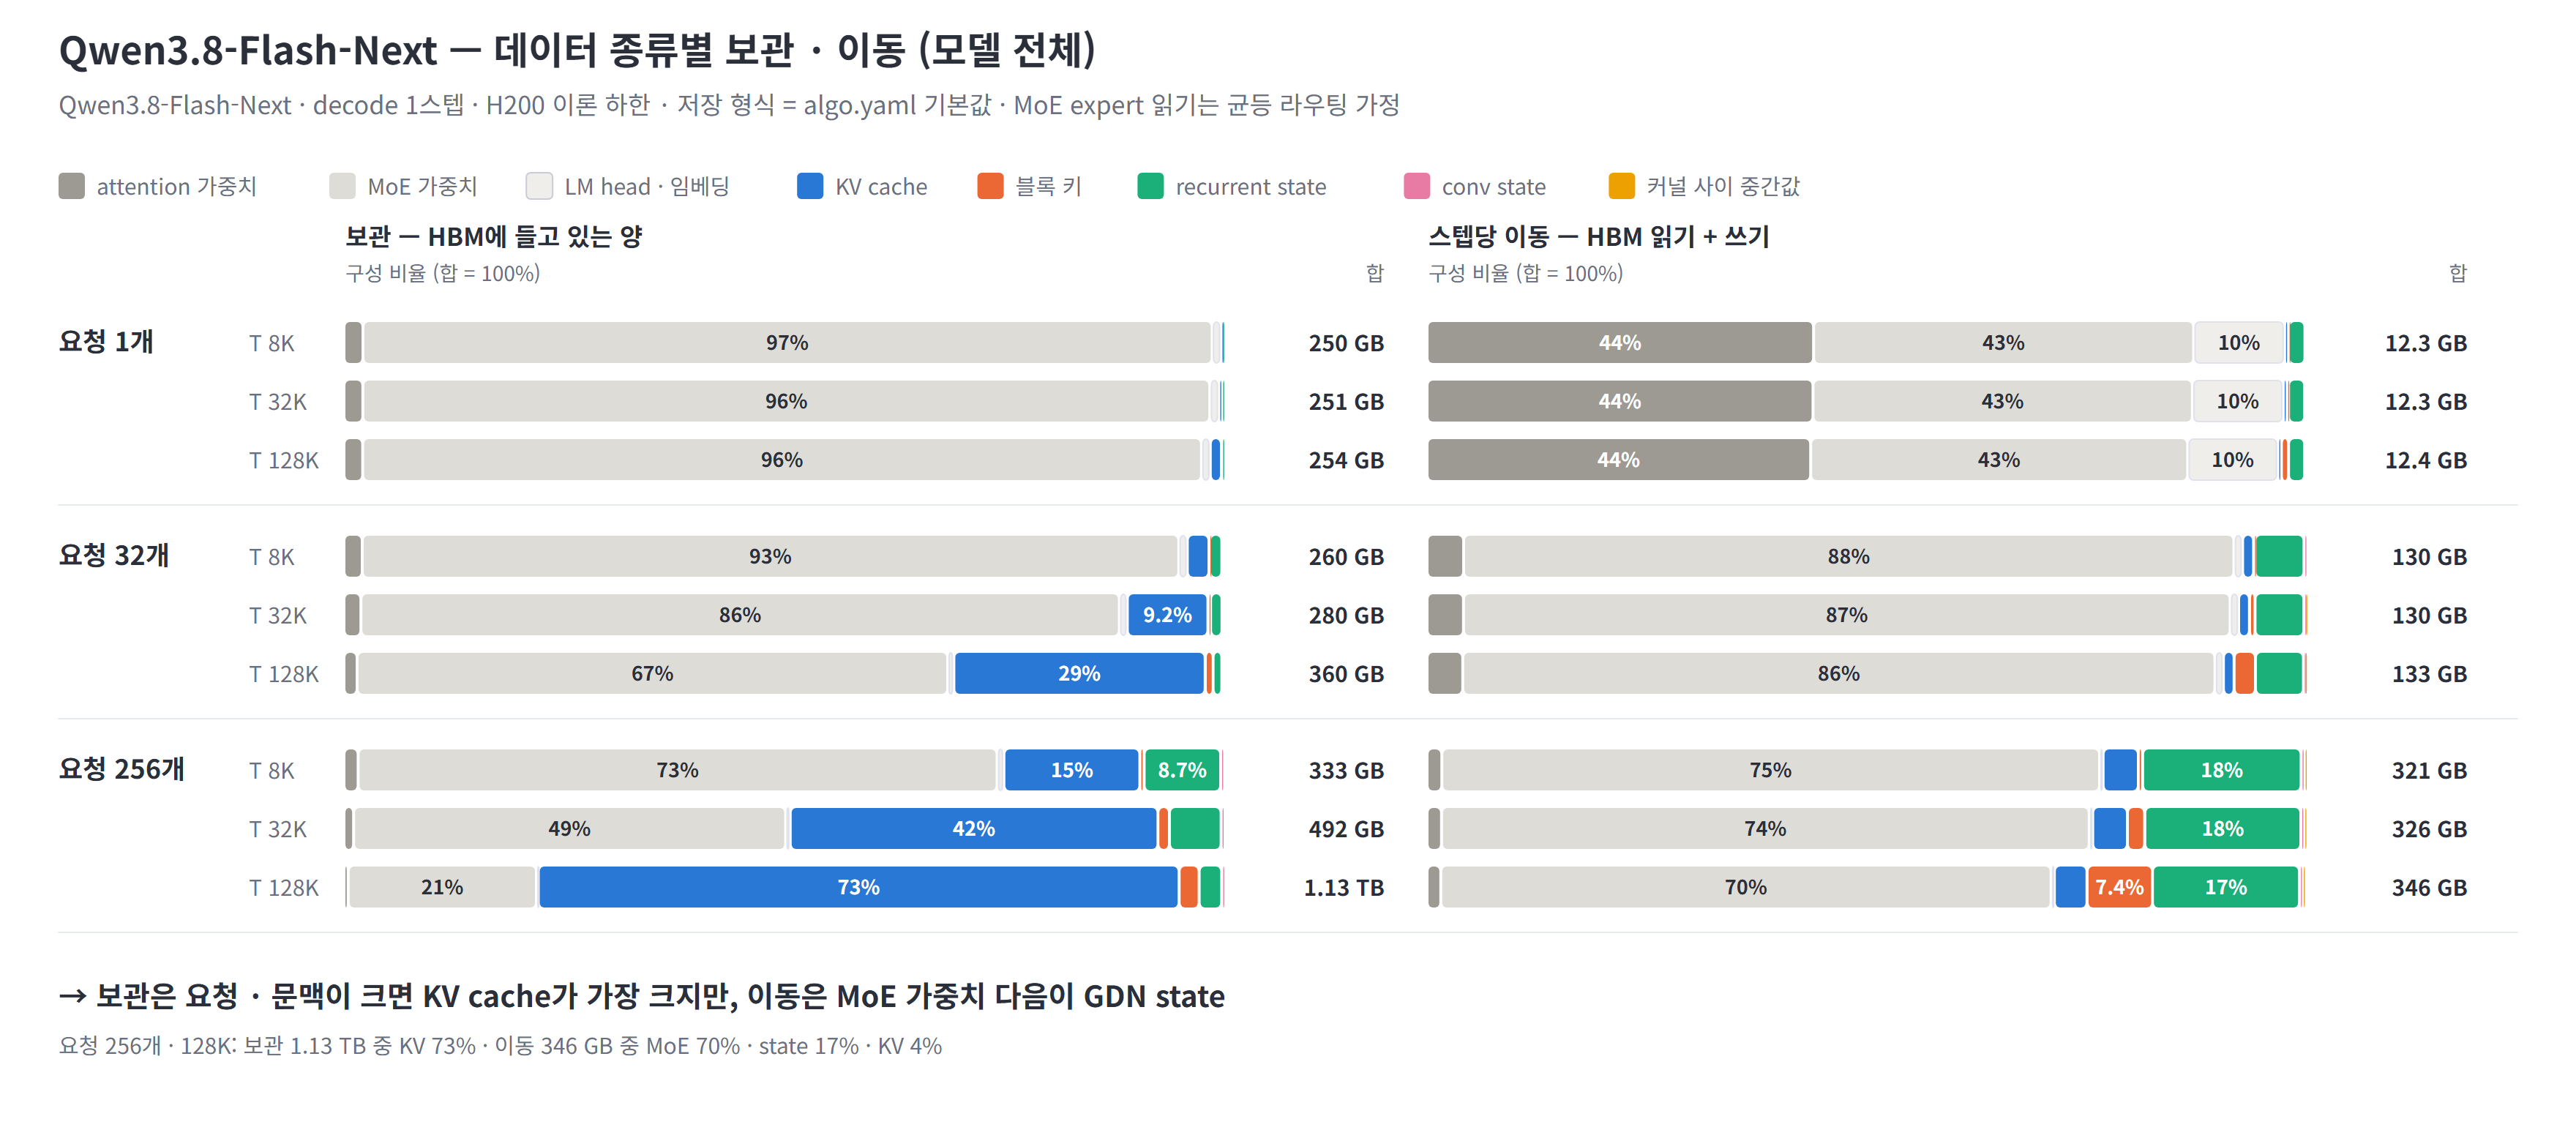 Qwen3.8-Flash-Next — 데이터 종류별 보관 · 이동 (모델 전체)
Qwen3.8-Flash-Next · decode 1스텝 · H200 이론 하한 · 저장 형식 = algo.yaml 기본값 · MoE expert 읽기는 균등 라우팅 가정
attention 가중치 MoE 가중치 LM head · 임베딩 KV cache 블록 키 recurrent state conv state 커널 사이 중간값
보관 — HBM에 들고 있는 양 스텝당 이동 — HBM 읽기 + 쓰기
구성 비율 (합 = 100%) 합 구성 비율 (합 = 100%) 합
요청 1개 T 8K 97% 250 GB 44% 43% 10% 12.3 GB
T 32K 96% 251 GB 44% 43% 10% 12.3 GB
T 128K 96% 254 GB 44% 43% 10% 12.4 GB
요청 32개 T 8K 93% 260 GB 88% 130 GB
T 32K 86% 9.2% 280 GB 87% 130 GB
T 128K 67% 29% 360 GB 86% 133 GB
요청 256개 T 8K 73% 15% 8.7% 333 GB 75% 18% 321 GB
T 32K 49% 42% 492 GB 74% 18% 326 GB
T 128K 21% 73% 1.13 TB 70% 7.4% 17% 346 GB
→ 보관은 요청 · 문맥이 크면 KV cache가 가장 크지만, 이동은 MoE 가중치 다음이 GDN state
요청 256개 · 128K: 보관 1.13 TB 중 KV 73% · 이동 346 GB 중 MoE 70% · state 17% · KV 4%